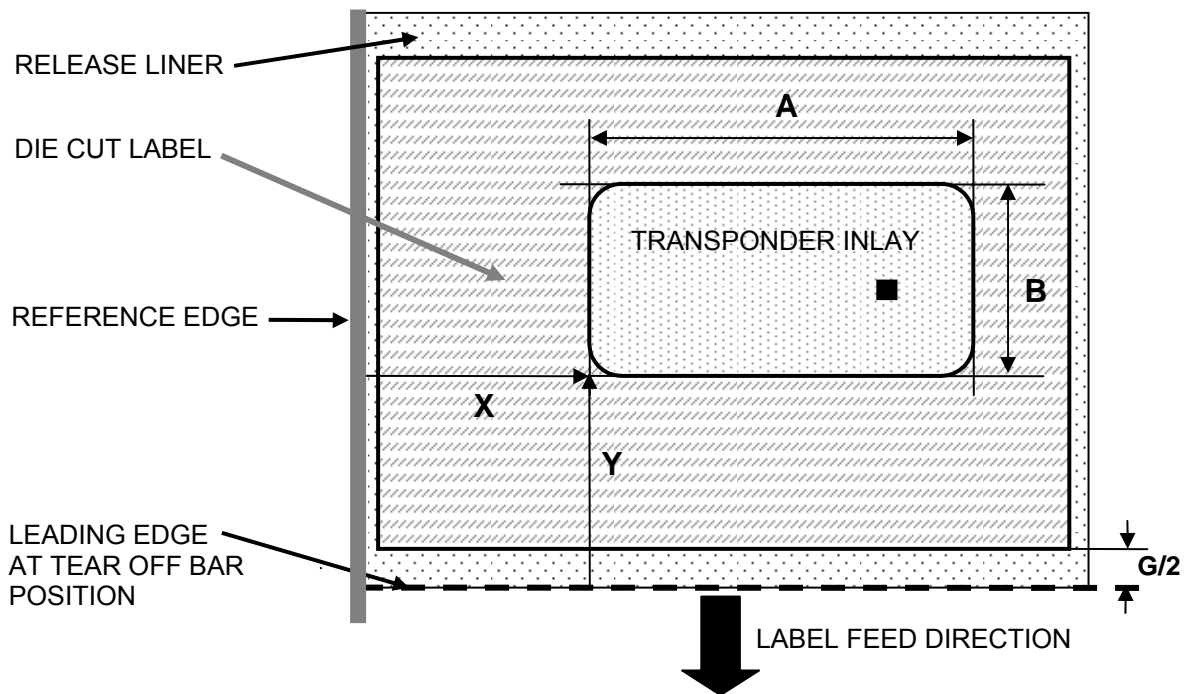 RELEASE LINER
A
DIE CUT LABEL
TRANSPONDER INLAY
B
REFERENCE EDGE
X
Y
LEADING EDGE
AT TEAR OFF BAR
POSITION
G/2
LABEL FEED DIRECTION